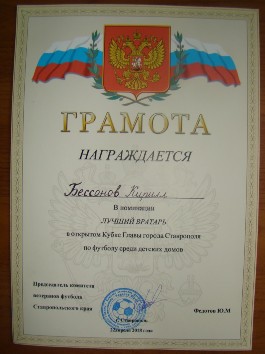 ГРАМОТА
НАГРАЖДАЕТСЯ
Бессонов Кирилл
В номинации
ЛУЧШИЙ ВРАТАРЬ
в открытом Кубке Главы города Ставрополя
по футболу среди детских домов
Председатель комитета
ветеранов футбола
Ставропольского края
Федотов Ю.М
г. Ставрополь